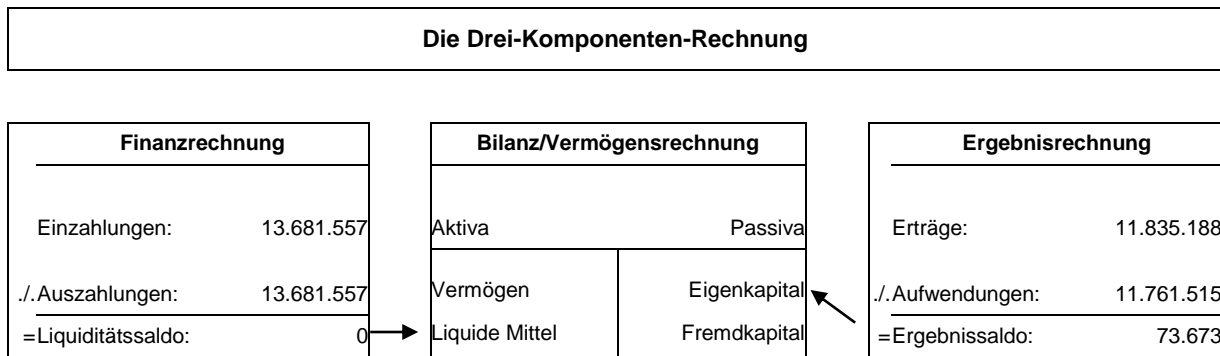 Die Drei-Komponenten-Rechnung
Finanzrechnung
Einzahlungen: 13.681.557
./.Auszahlungen: 13.681.557
=Liquiditätssaldo: 0
Bilanz/Vermögensrechnung
Aktiva Passiva
Vermögen Eigenkapital
Liquide Mittel Fremdkapital
Ergebnisrechnung
Erträge: 11.835.188
./.Aufwendungen: 11.761.515
=Ergebnissaldo: 73.673